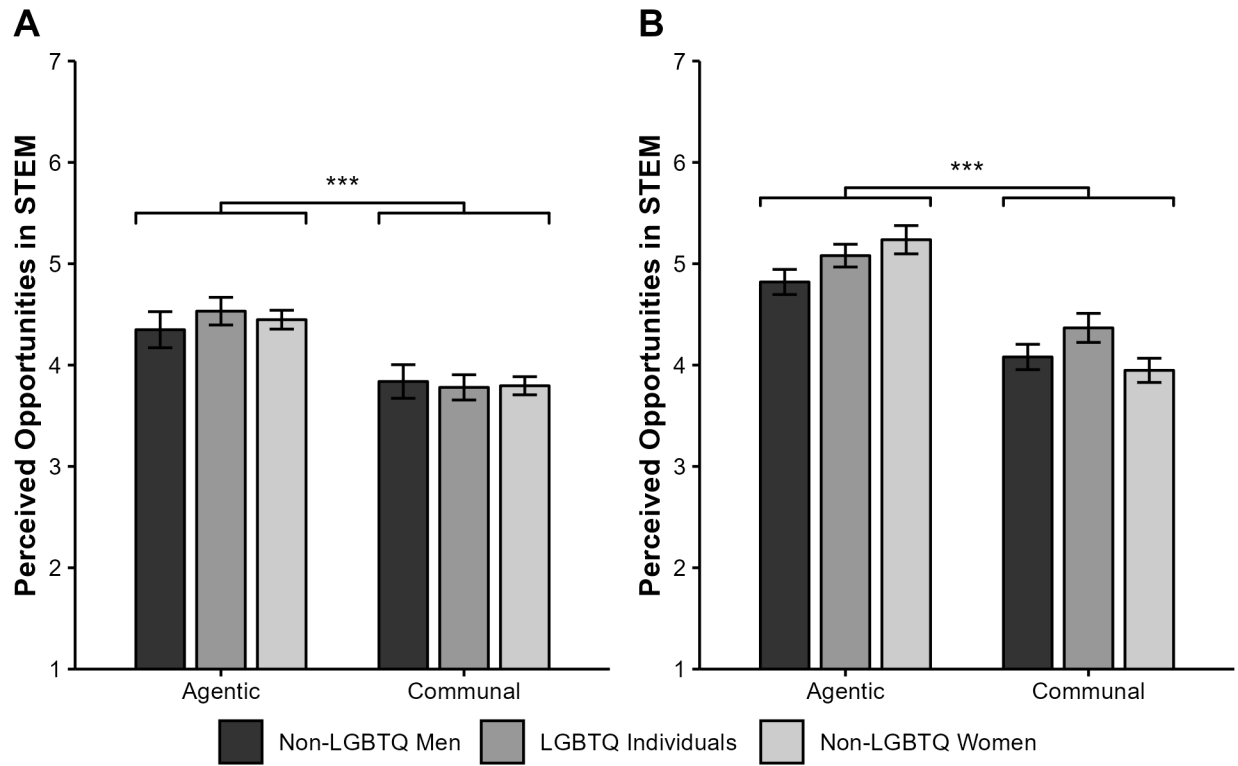 A
B
Perceived Opportunities in STEM
7
6
5
4
3
2
1
***
Agentic
Communal
Perceived Opportunities in STEM
7
6
5
4
3
2
1
***
Agentic
Communal
Non-LGBTQ Men
LGBTQ Individuals
Non-LGBTQ Women